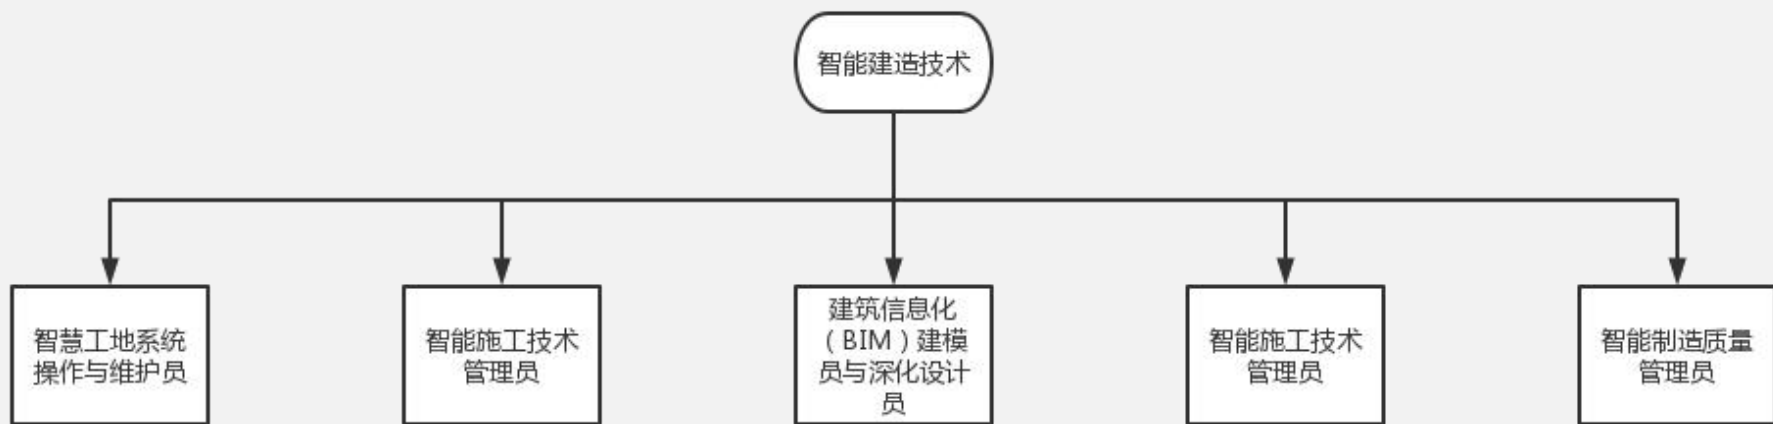 智能建造技术
智慧工地系统
操作与维护员
智能施工技术
管理员
建筑信息化
（BIM）建模
员与深化设计
员
智能施工技术
管理员
智能制造质量
管理员